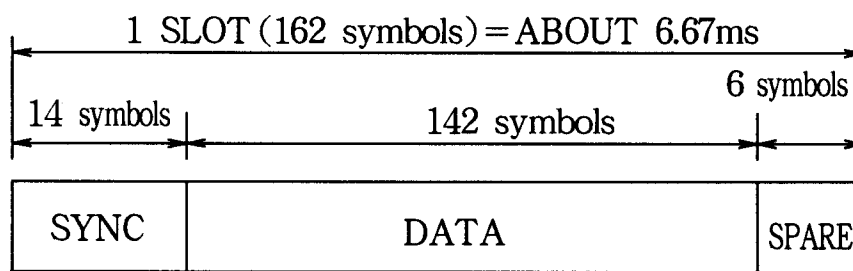 1 SLOT (162 symbols) = ABOUT 6.67ms
6 symbols
14 symbols
142 symbols
SYNC
DATA
SPARE